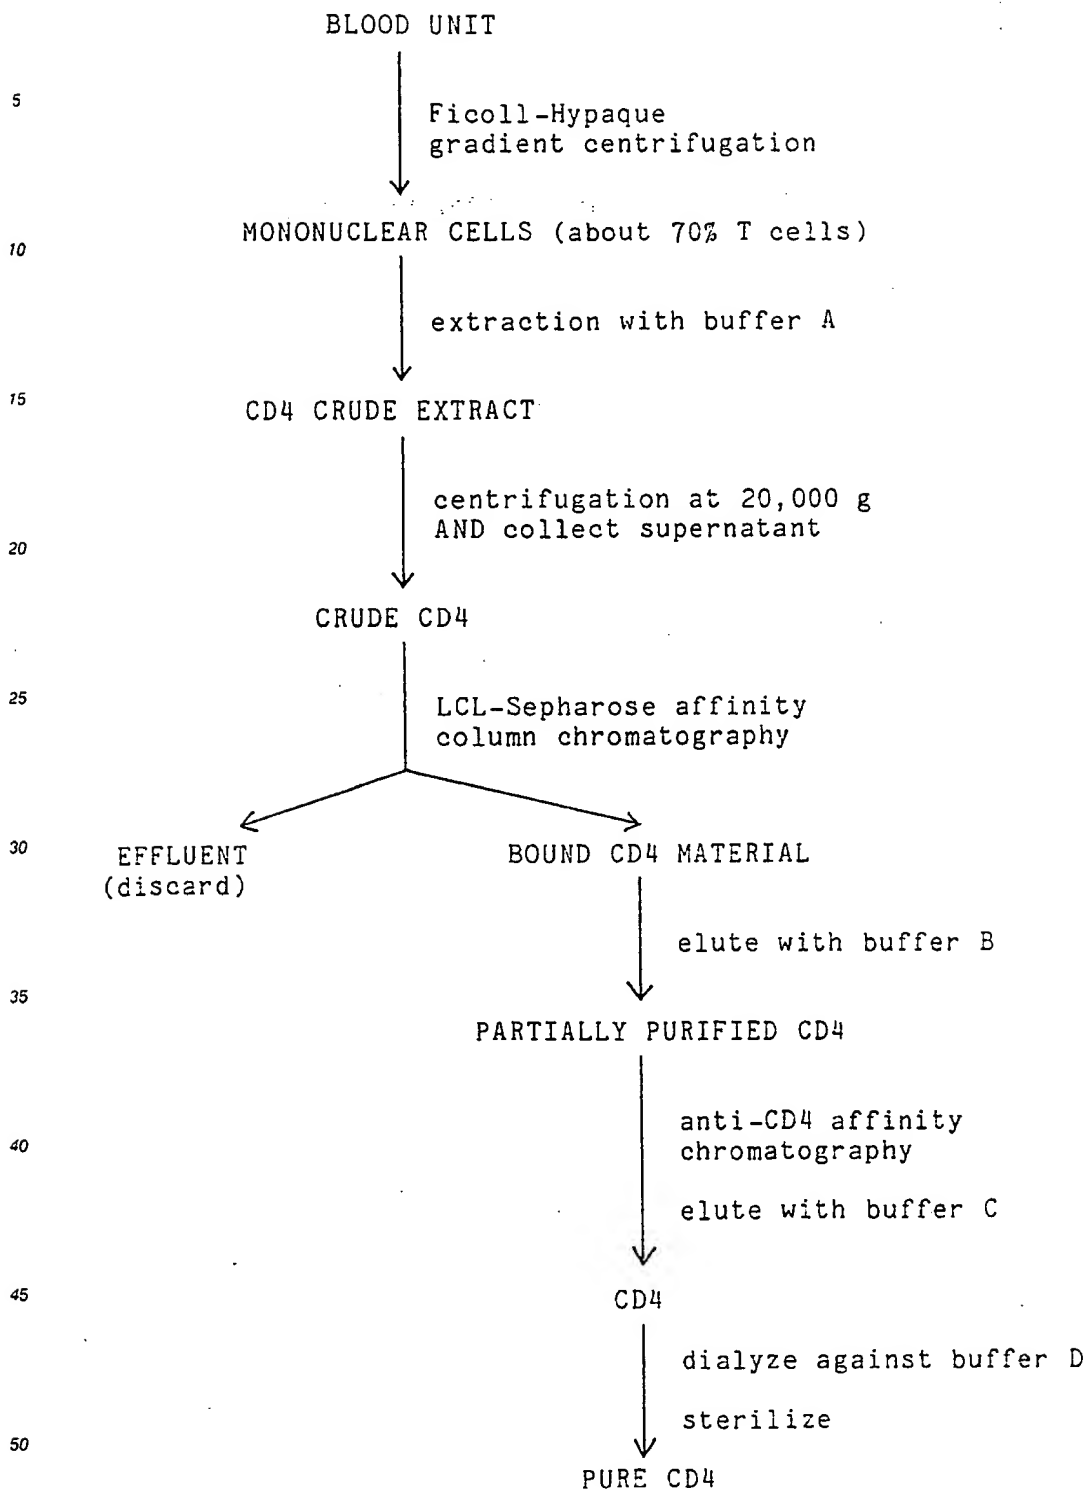 BLOOD UNIT
5
Ficoll-Hypaque
gradient centrifugation
MONONUCLEAR CELLS (about 70% T cells)
10
extraction with buffer A
15
CD4 CRUDE EXTRACT
centrifugation at 20,000 g
AND collect supernatant
20
CRUDE CD4
25
LCL-Sepharose affinity
column chromatography
30
EFFLUENT
(discard)
BOUND CD4 MATERIAL
elute with buffer B
35
PARTIALLY PURIFIED CD4
anti-CD4 affinity
chromatography
40
elute with buffer C
45
CD4
dialyze against buffer D
sterilize
50
PURE CD4